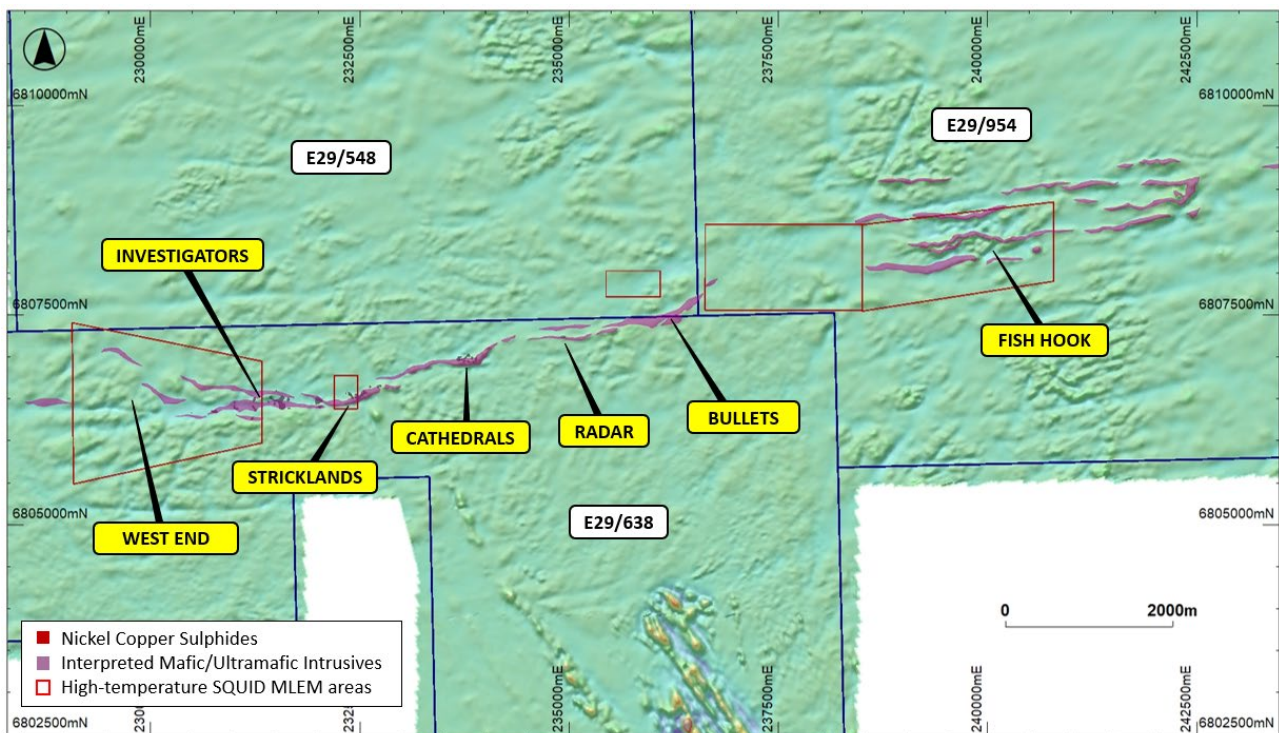 230000mE
232500mE
235000mE
237500mE
240000mE
242500mE
6810000mN
6810000mN
E29/954
E29/548
INVESTIGATORS
6807500mN
6807500mN
FISH HOOK
BULLETS
RADAR
CATHEDRALS
STRICKLANDS
E29/638
6805000mN
6805000mN
WEST END
0 2000m
Nickel Copper Sulphides
Interpreted Mafic/Ultramafic Intrusives
High-temperature SQUID MLEM areas
230
232
235000mE
237500mE
240000mE
242500mE
6802500mN
6802500mN